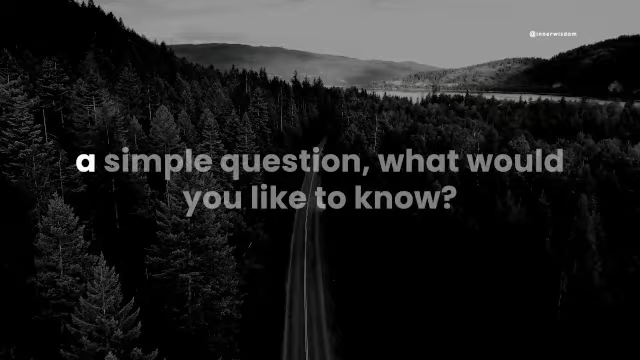 @innerwisdom
a simple question, what would
you like to know?